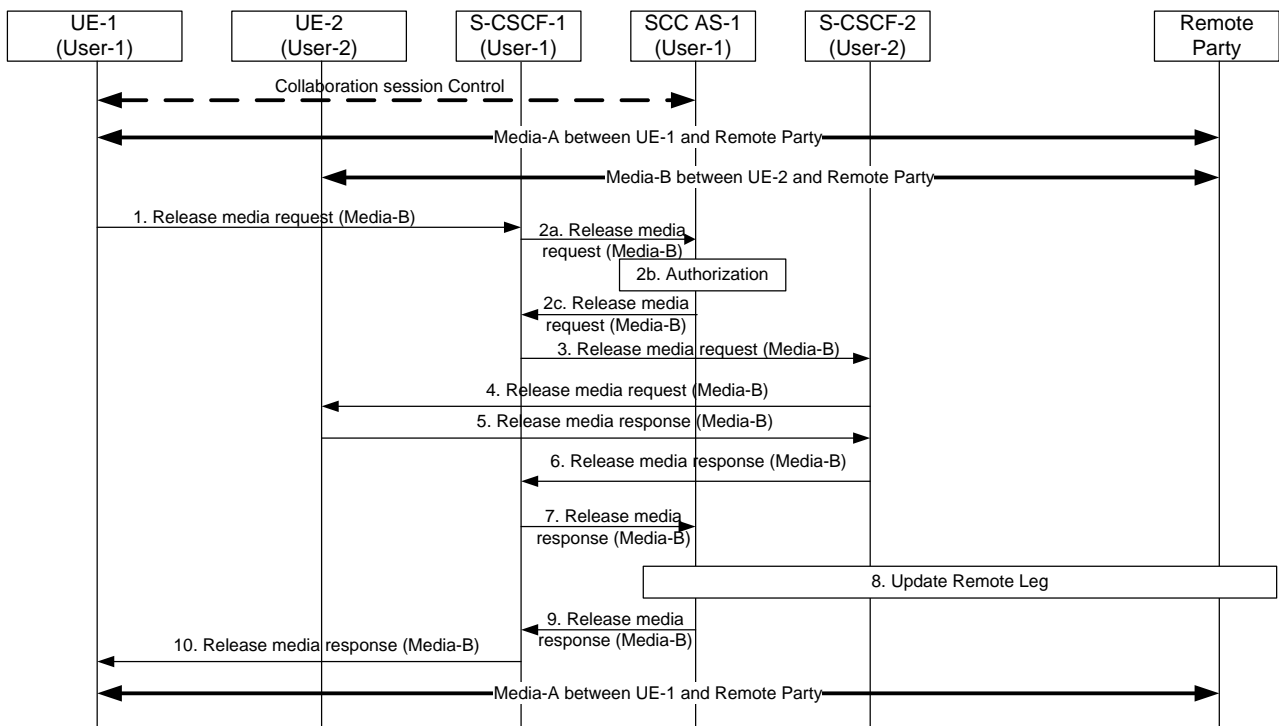 UE-1
(User-1)
UE-2
(User-2)
S-CSCF-1
(User-1)
SCC AS-1
(User-1)
S-CSCF-2
(User-2)
Remote
Party
Collaboration session Control
Media-A between UE-1 and Remote Party
Media-B between UE-2 and Remote Party
1. Release media request (Media-B)
2a. Release media
request (Media-B)
2b. Authorization
2c. Release media
request (Media-B)
3. Release media request (Media-B)
4. Release media request (Media-B)
5. Release media response (Media-B)
6. Release media response (Media-B)
7. Release media
response (Media-B)
8. Update Remote Leg
9. Release media
response (Media-B)
10. Release media response (Media-B)
Media-A between UE-1 and Remote Party